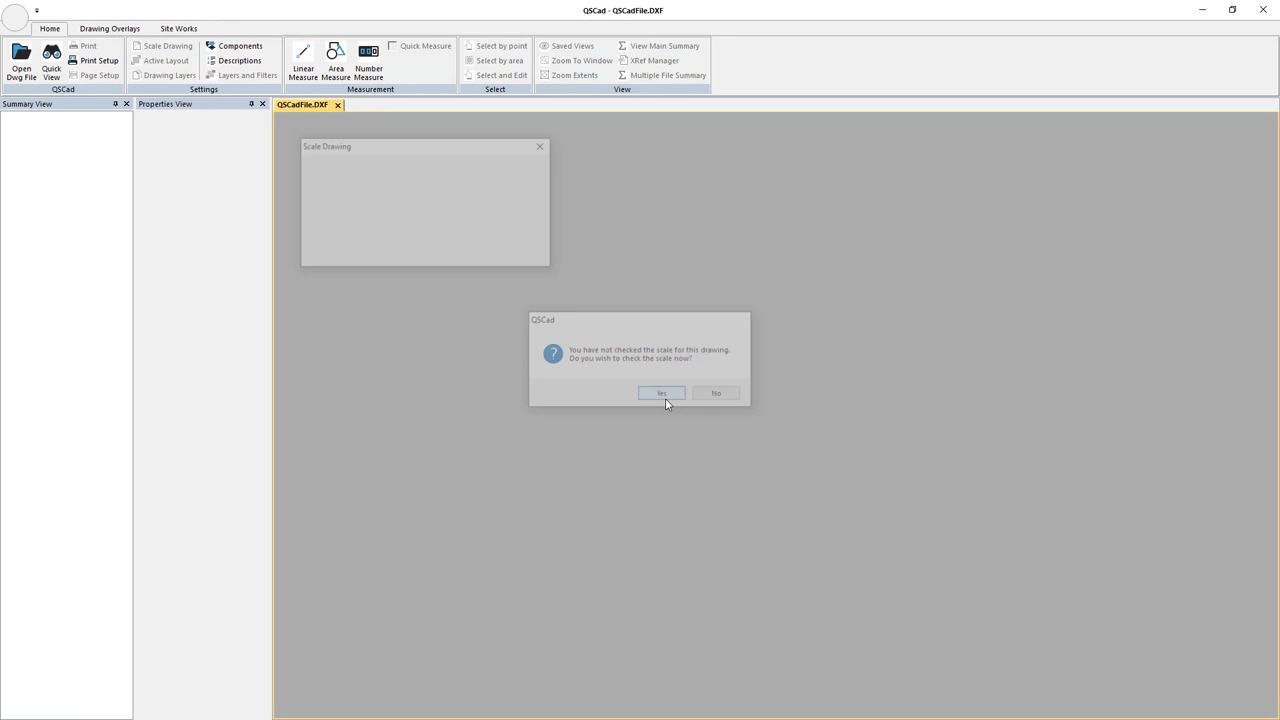 QSCad - QSCadFile.DXF
Home Drawing Overlays Site Works
Open Dwg File
Quick View
Print
Print Setup
Page Setup
QSCad
Scale Drawing
Active Layout
Drawing Layers
Components
Descriptions
Layers and Filters
Settings
Linear Measure
Area Measure
Number Measure
Quick Measure
Measurement
Select by point
Select by area
Select and Edit
Select
Saved Views
Zoom To Window
Zoom Extents
View Main Summary
XRef Manager
Multiple File Summary
View
Summary View
Properties View
QSCadFile.DXF
Scale Drawing
QSCad
You have not checked the scale for this drawing.
Do you wish to check the scale now?
Yes No